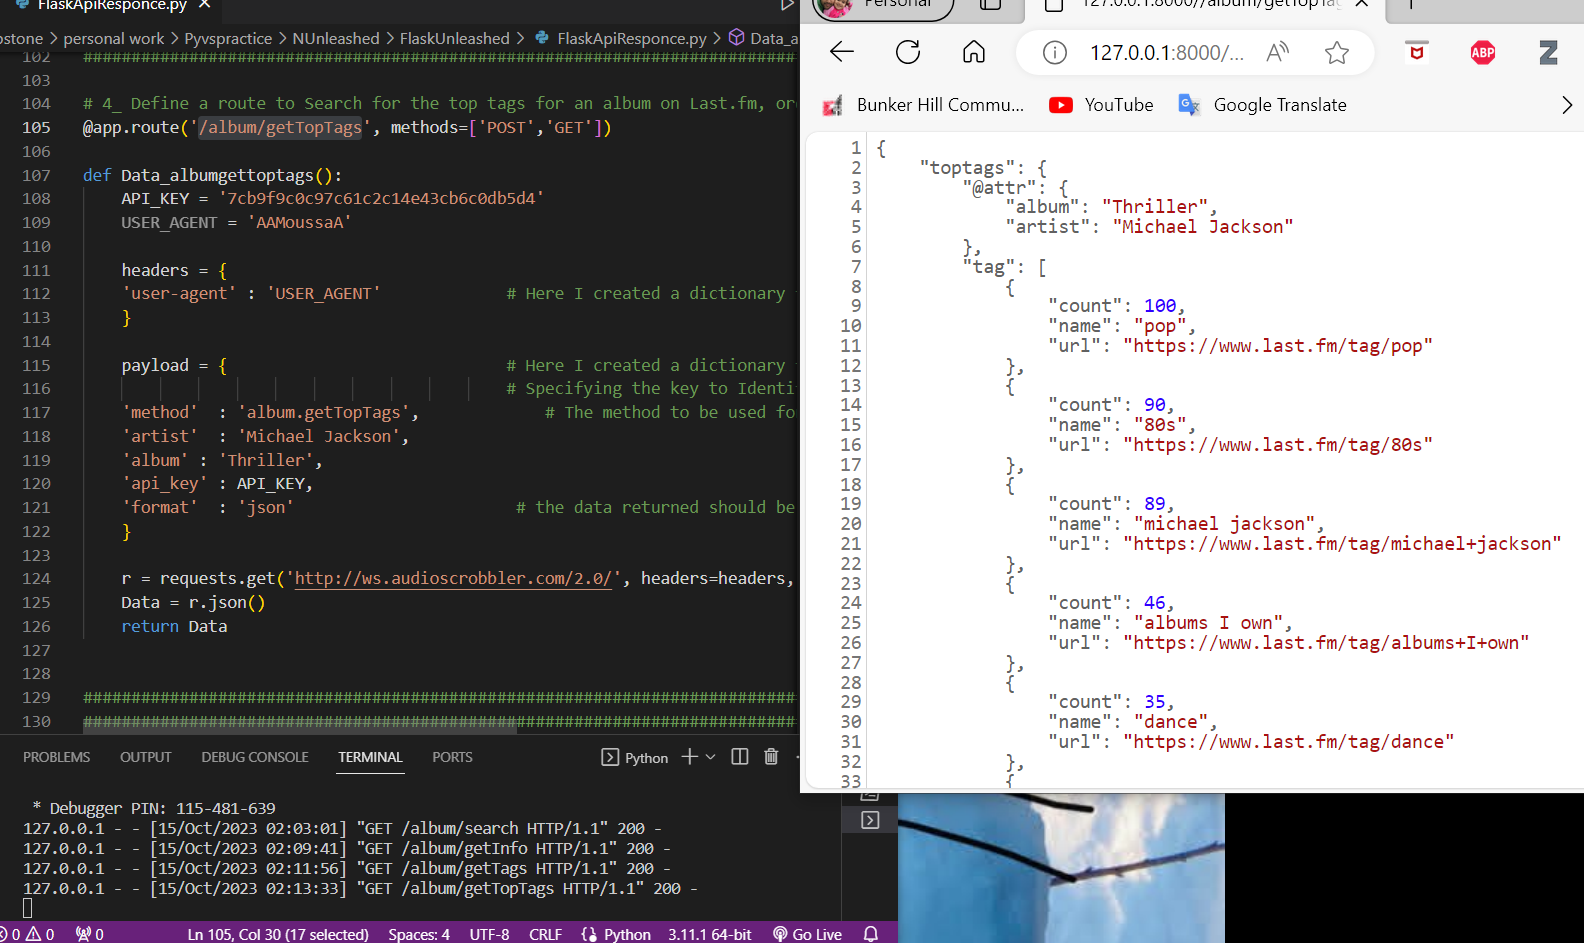 FlaskApiResponce.py
pstone > personal work > Pyvspractice > NUnleashed > FlaskUnleashed > FlaskApiResponce.py > Data_a
102 ##########################################################################
103
104 # 4_ Define a route to Search for the top tags for an album on Last.fm, or
105 @app.route('/album/getTopTags', methods=['POST','GET'])
106
107 def Data_albumgettoptags():
108 API_KEY = '7cb9f9c0c97c61c2c14e43cb6c0db5d4'
109 USER_AGENT = 'AAMoussaA'
110
111 headers = {
112 'user-agent' : 'USER_AGENT' # Here I created a dictionary
113 }
114
115 payload = { # Here I created a dictionary
116 # Specifying the key to Identi
117 'method' : 'album.getTopTags', # The method to be used fo
118 'artist' : 'Michael Jackson',
119 'album' : 'Thriller',
120 'api_key' : API_KEY,
121 'format' : 'json' # the data returned should be
122 }
123
124 r = requests.get('http://ws.audioscrobbler.com/2.0/', headers=headers,
125 Data = r.json()
126 return Data
127
128
129 ##########################################################################
130 ##########################################################################
PROBLEMS OUTPUT DEBUG CONSOLE TERMINAL PORTS Python
* Debugger PIN: 115-481-639
127.0.0.1 - - [15/Oct/2023 02:03:01] "GET /album/search HTTP/1.1" 200 -
127.0.0.1 - - [15/Oct/2023 02:09:41] "GET /album/getInfo HTTP/1.1" 200 -
127.0.0.1 - - [15/Oct/2023 02:11:56] "GET /album/getTags HTTP/1.1" 200 -
127.0.0.1 - - [15/Oct/2023 02:13:33] "GET /album/getTopTags HTTP/1.1" 200 -
0 0 0 Ln 105, Col 30 (17 selected) Spaces: 4 UTF-8 CRLF Python 3.11.1 64-bit Go Live
Personal 127.0.0.1:8000//album/getTopTag
127.0.0.1:8000/... A ABP Z
Bunker Hill Commu... YouTube Google Translate
1 {
2 "toptags": {
3 "@attr": {
4 "album": "Thriller",
5 "artist": "Michael Jackson"
6 },
7 "tag": [
8 {
9 "count": 100,
10 "name": "pop",
11 "url": "https://www.last.fm/tag/pop"
12 },
13 {
14 "count": 90,
15 "name": "80s",
16 "url": "https://www.last.fm/tag/80s"
17 },
18 {
19 "count": 89,
20 "name": "michael jackson",
21 "url": "https://www.last.fm/tag/michael+jackson"
22 },
23 {
24 "count": 46,
25 "name": "albums I own",
26 "url": "https://www.last.fm/tag/albums+I+own"
27 },
28 {
29 "count": 35,
30 "name": "dance",
31 "url": "https://www.last.fm/tag/dance"
32 },
33 {